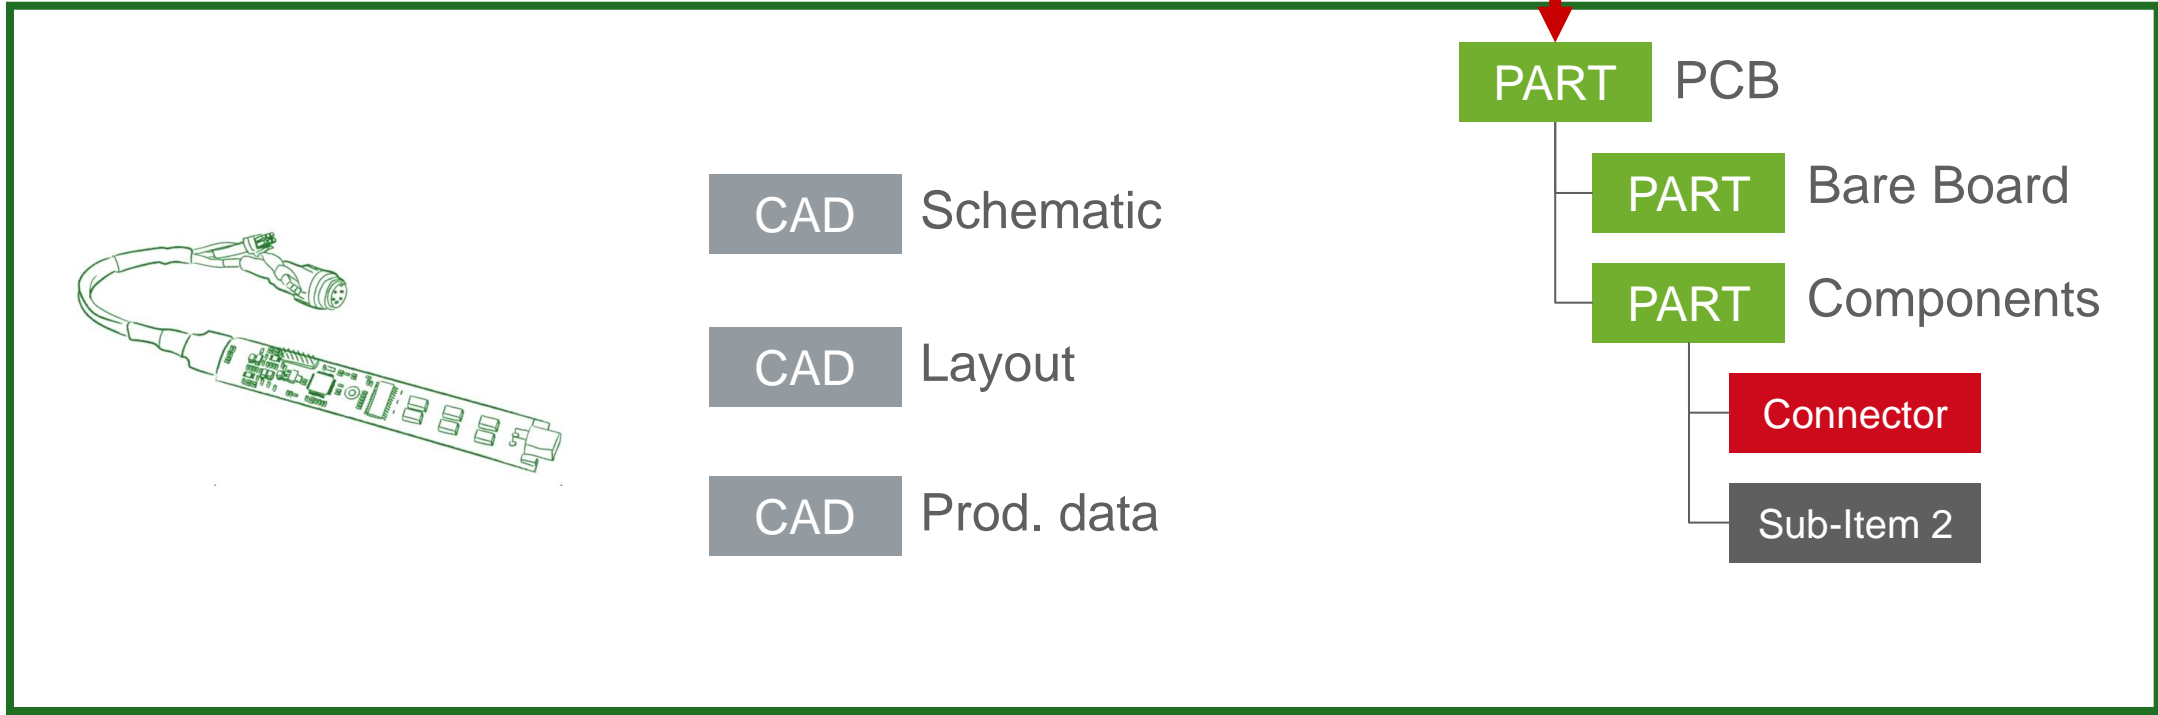 CAD Schematic
CAD Layout
CAD Prod. data
PART PCB
PART Bare Board
PART Components
Connector
Sub-Item 2